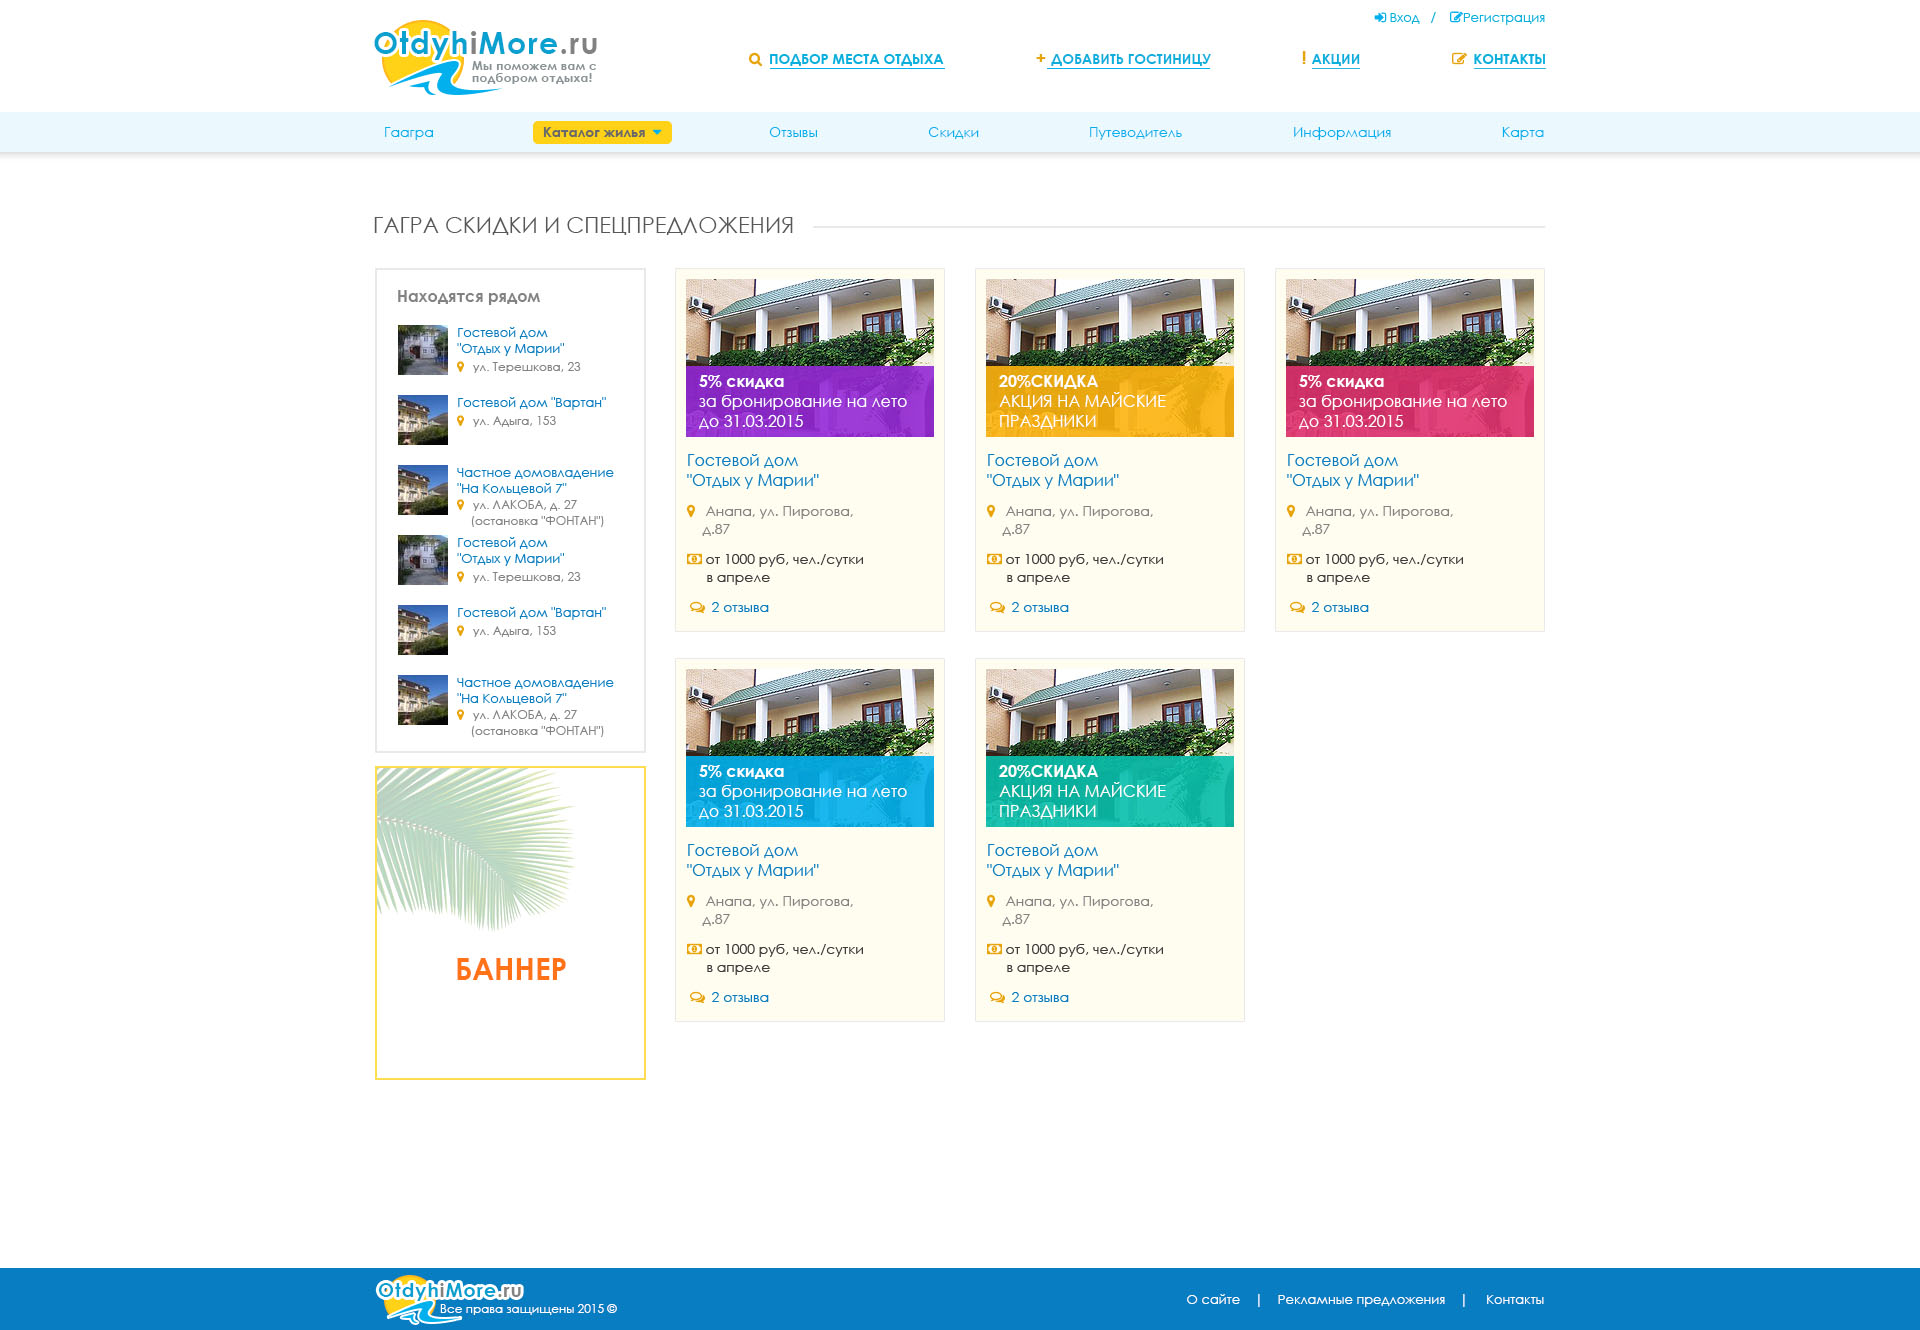 Вход / Регистрация
OtdyhiMore.ru
Мы поможем вам с
подбором отдыха!
ПОДБОР МЕСТА ОТДЫХА
+ ДОБАВИТЬ ГОСТИНИЦУ
! АКЦИИ
КОНТАКТЫ
Гаагра
Каталог жилья
Отзывы
Скидки
Путеводитель
Информация
Карта
ГАГРА СКИДКИ И СПЕЦПРЕДЛОЖЕНИЯ
Находятся рядом
Гостевой дом
"Отдых у Марии"
ул. Терешкова, 23
Гостевой дом "Вартан"
ул. Адыга, 153
Частное домовладение
"На Кольцевой 7"
ул. ЛАКОБА, д. 27
(остановка "ФОНТАН")
Гостевой дом
"Отдых у Марии"
ул. Терешкова, 23
Гостевой дом "Вартан"
ул. Адыга, 153
Частное домовладение
"На Кольцевой 7"
ул. ЛАКОБА, д. 27
(остановка "ФОНТАН")
БАННЕР
5% скидка
за бронирование на лето
до 31.03.2015
Гостевой дом
"Отдых у Марии"
Анапа, ул. Пирогова,
д.87
от 1000 руб, чел./сутки
в апреле
2 отзыва
20%СКИДКА
АКЦИЯ НА МАЙСКИЕ
ПРАЗДНИКИ
Гостевой дом
"Отдых у Марии"
Анапа, ул. Пирогова,
д.87
от 1000 руб, чел./сутки
в апреле
2 отзыва
5% скидка
за бронирование на лето
до 31.03.2015
Гостевой дом
"Отдых у Марии"
Анапа, ул. Пирогова,
д.87
от 1000 руб, чел./сутки
в апреле
2 отзыва
5% скидка
за бронирование на лето
до 31.03.2015
Гостевой дом
"Отдых у Марии"
Анапа, ул. Пирогова,
д.87
от 1000 руб, чел./сутки
в апреле
2 отзыва
20%СКИДКА
АКЦИЯ НА МАЙСКИЕ
ПРАЗДНИКИ
Гостевой дом
"Отдых у Марии"
Анапа, ул. Пирогова,
д.87
от 1000 руб, чел./сутки
в апреле
2 отзыва
OtdyhiMore.ru
Все права защищены 2015 ©
О сайте | Рекламные предложения | Контакты